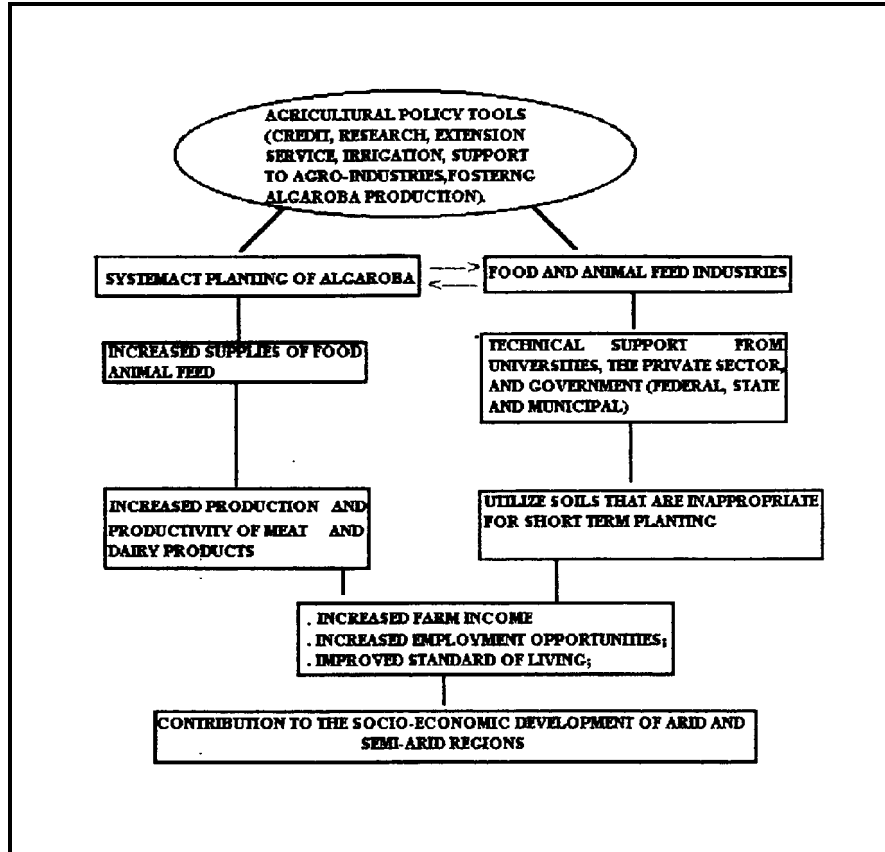 AGRICULTURAL POLICY TOOLS
(CREDIT, RESEARCH, EXTENSION
SERVICE, IRRIGATION, SUPPORT
TO AGRO-INDUSTRIES,FOSTERNG
ALGAROBA PRODUCTION).
SYSTEMACT PLANTING OF ALGAROBA
FOOD AND ANIMAL FEED INDUSTRIES
INCREASED SUPPLIES OF FOOD
ANIMAL FEED
TECHNICAL SUPPORT FROM
UNIVERSITIES, THE PRIVATE SECTOR,
AND GOVERNMENT (FEDERAL, STATE
AND MUNICIPAL)
INCREASED PRODUCTION AND
PRODUCTIVITY OF MEAT AND
DAIRY PRODUCTS
UTILIZE SOILS THAT ARE INAPPROPRIATE
FOR SHORT TERM PLANTING
. INCREASED FARM INCOME
. INCREASED EMPLOYMENT OPPORTUNITIES;
. IMPROVED STANDARD OF LIVING;
CONTRIBUTION TO THE SOCIO-ECONOMIC DEVELOPMENT OF ARID AND
SEMI-ARID REGIONS